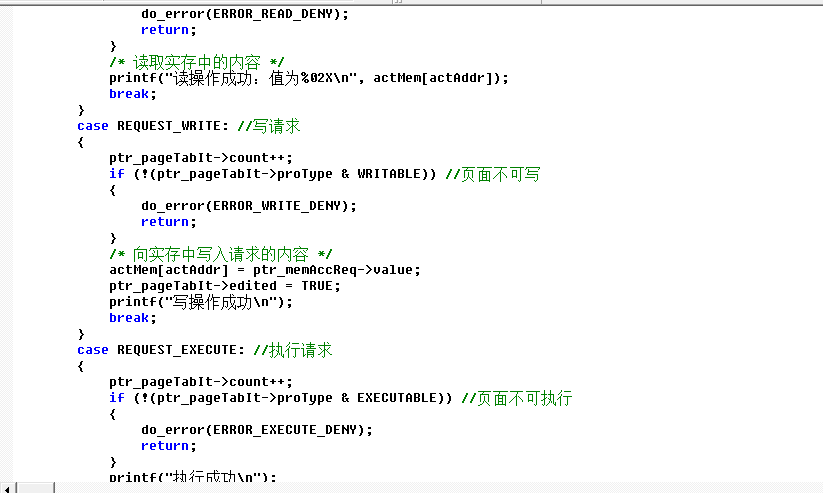 do_error(ERROR_READ_DENY);
return;
}
/* 读取实存中的内容 */
printf("读操作成功：值为%02X\n", actMem[actAddr]);
break;
}
case REQUEST_WRITE: //写请求
{
ptr_pageTabIt->count++;
if (!(ptr_pageTabIt->proType & WRITABLE)) //页面不可写
{
do_error(ERROR_WRITE_DENY);
return;
}
/* 向实存中写入请求的内容 */
actMem[actAddr] = ptr_memAccReq->value;
ptr_pageTabIt->edited = TRUE;
printf("写操作成功\n");
break;
}
case REQUEST_EXECUTE: //执行请求
{
ptr_pageTabIt->count++;
if (!(ptr_pageTabIt->proType & EXECUTABLE)) //页面不可执行
{
do_error(ERROR_EXECUTE_DENY);
return;
}
printf("执行成功\n");